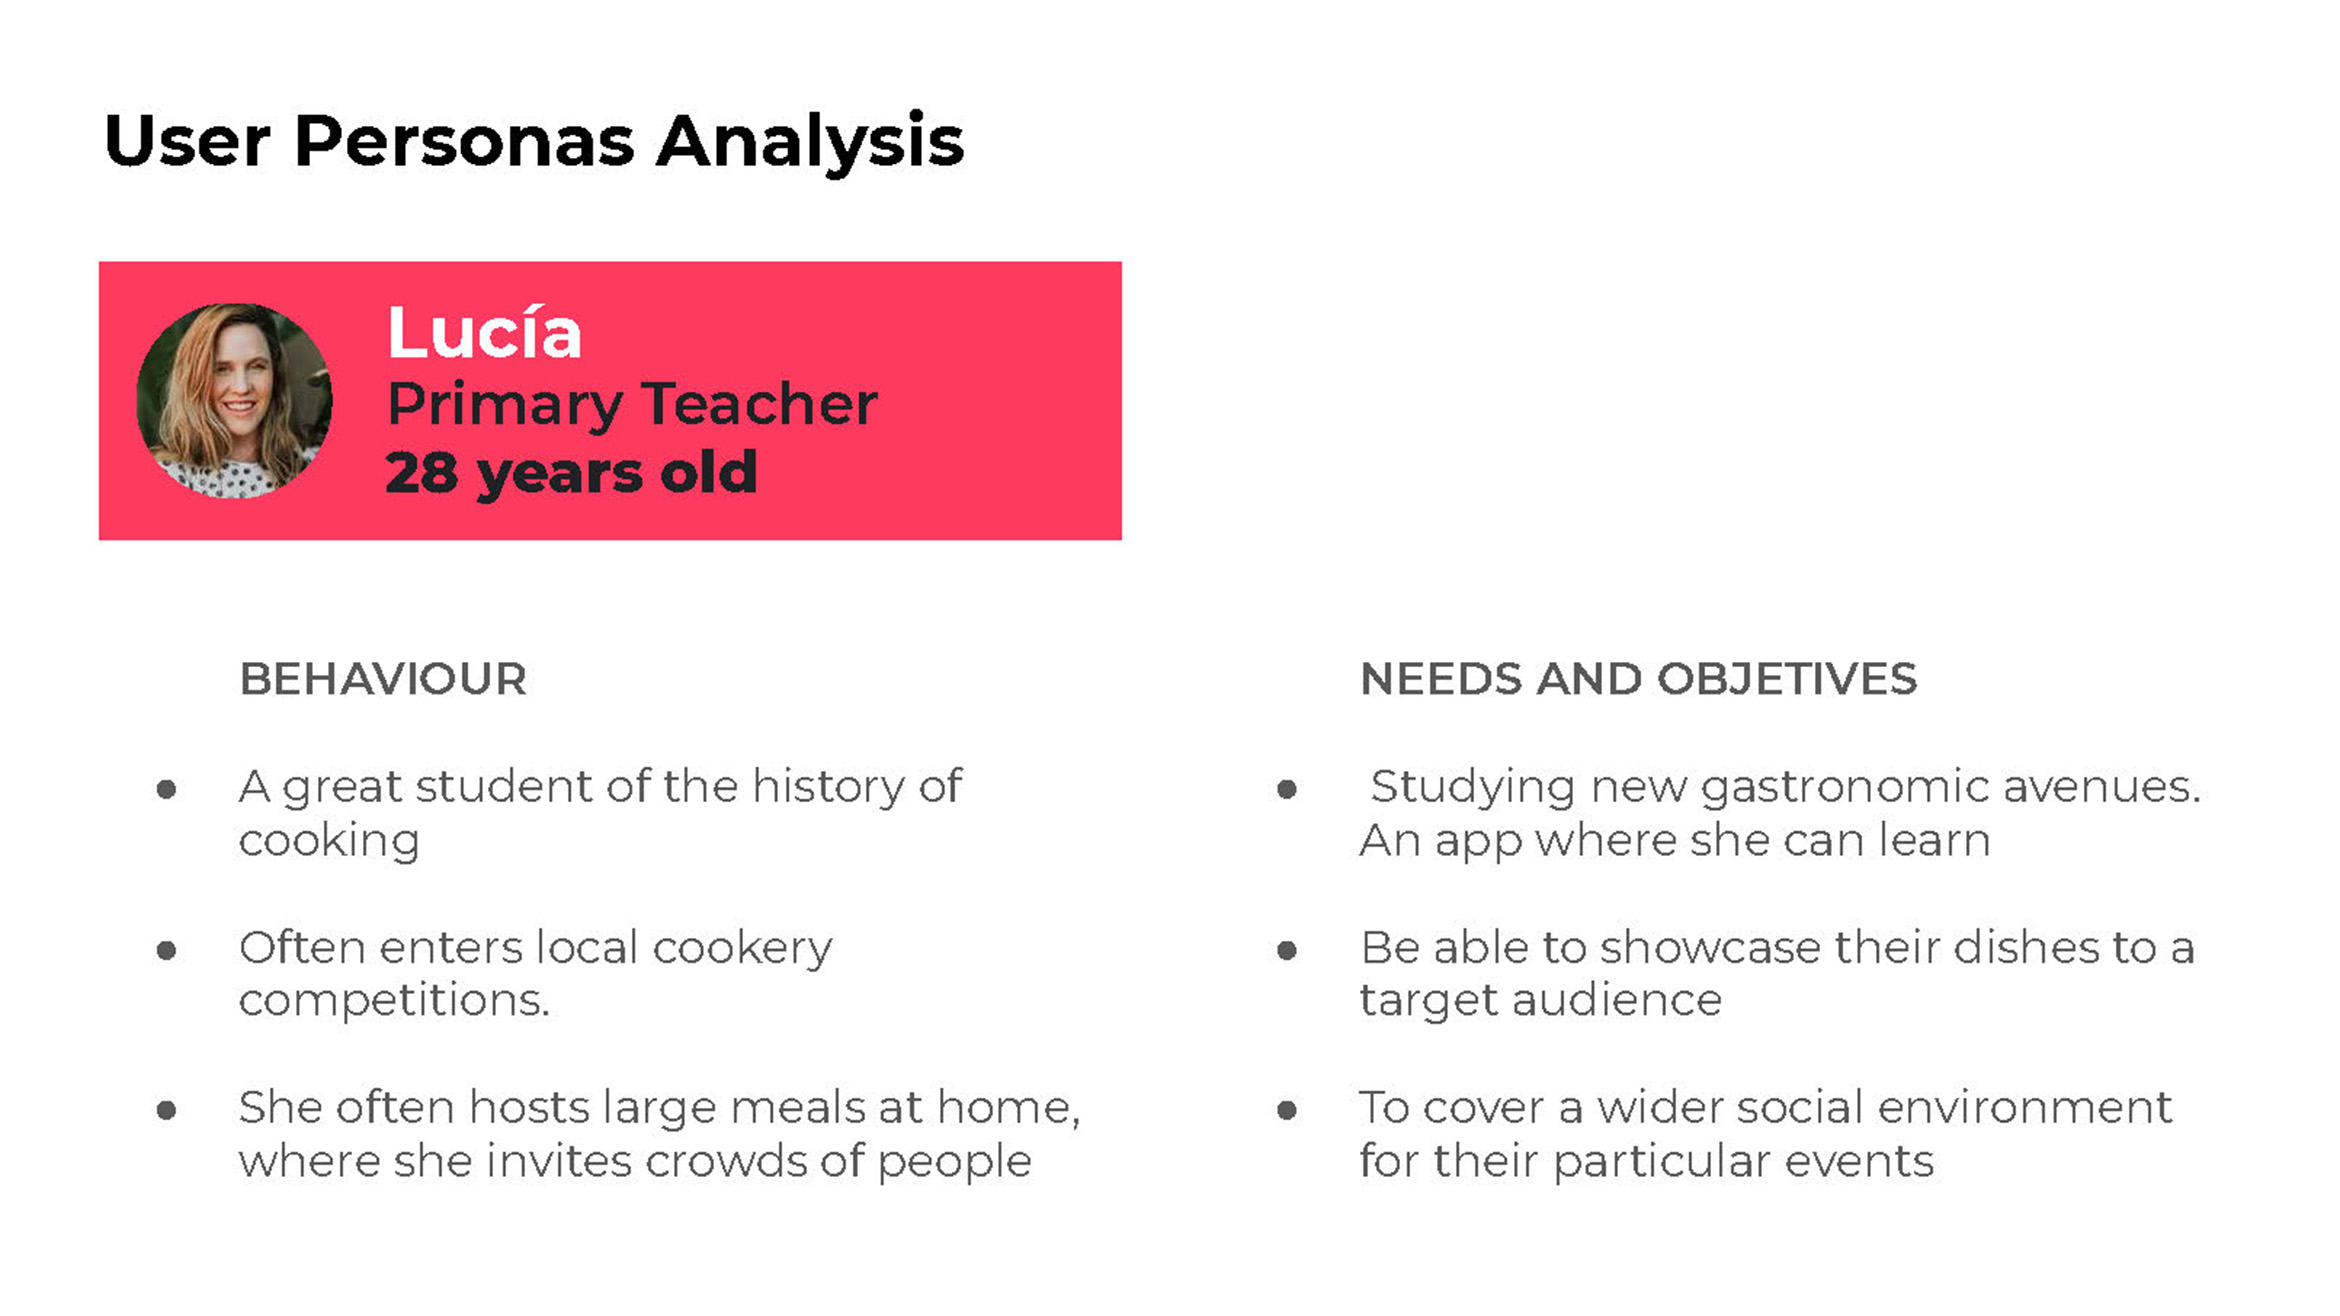 User Personas Analysis
Lucía
Primary Teacher
28 years old
BEHAVIOUR
● A great student of the history of
cooking
● Often enters local cookery
competitions.
● She often hosts large meals at home,
where she invites crowds of people
NEEDS AND OBJETIVES
● Studying new gastronomic avenues.
An app where she can learn
● Be able to showcase their dishes to a
target audience
● To cover a wider social environment
for their particular events